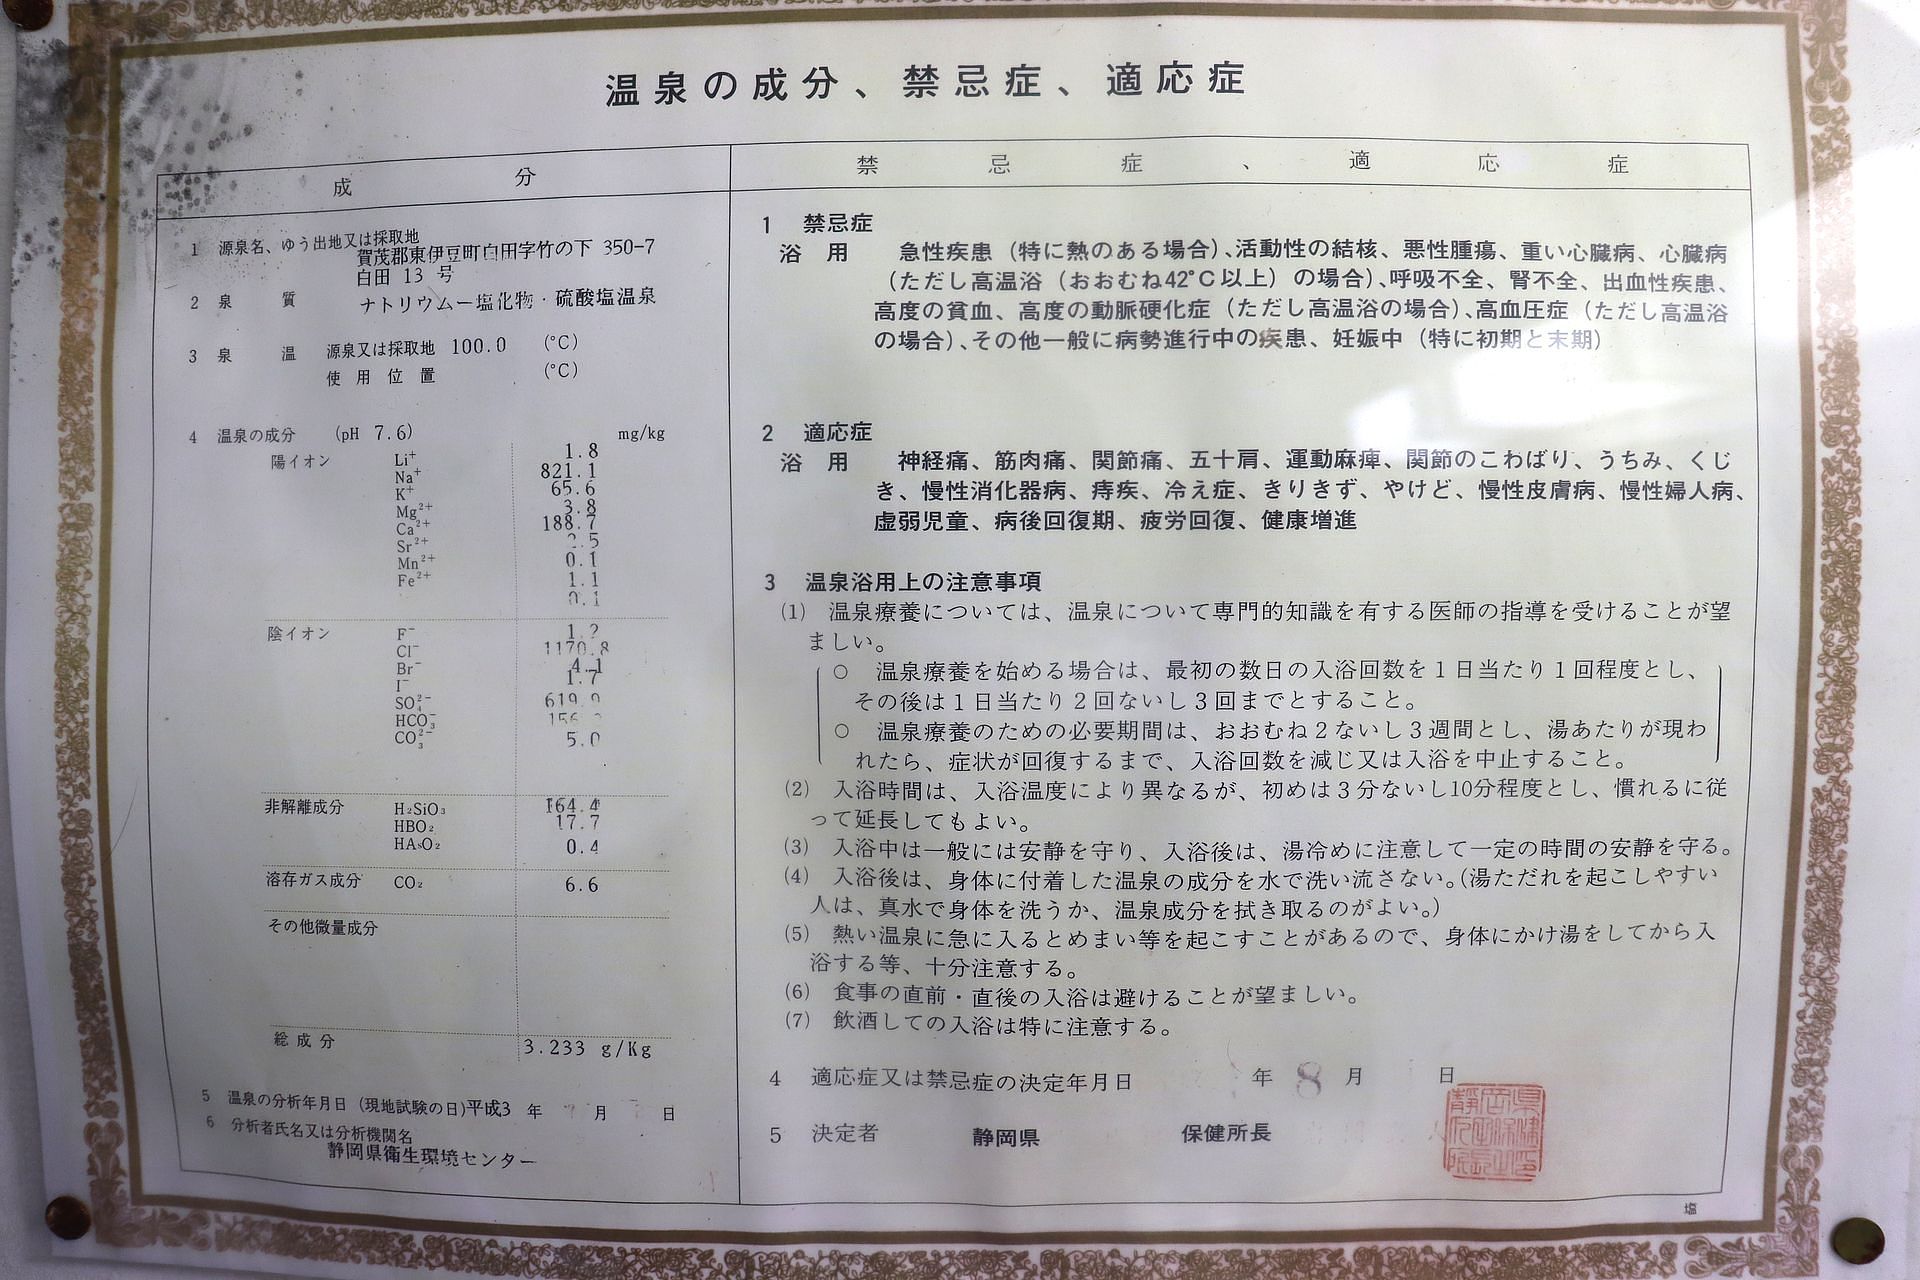 温泉の成分、禁忌症、適応症
成 分
1 源泉名、ゆう出地又は採取地
賀茂郡東伊豆町白田字竹の下 350-7
白田 13 号
2 泉 質 ナトリウムー塩化物・硫酸塩温泉
3 泉 温 源泉又は採取地 100.0 (℃)
使 用 位 置 (℃)
4 温泉の成分 (pH 7.6) mg/kg
陽イオン Li⁺ 1.8
Na⁺ 821.1
K⁺ 65.6
Mg²⁺ 3.8
Ca²⁺ 188.7
Sr²⁺ 2.5
Mn²⁺ 0.1
Fe²⁺ 1.1
0.1
陰イオン F⁻
Cl⁻ 1170.8
Br⁻ 4.1
I⁻ 1.7
SO₄²⁻
HCO₃⁻
CO₃²⁻ 5.0
非解離成分 H₂SiO₃ 164.4
HBO₂ 17.7
HAsO₂ 0.4
溶存ガス成分 CO₂ 6.6
その他微量成分
総 成 分 3.233 g/Kg
5 温泉の分析年月日 (現地試験の日)平成3 年 月 日
6 分析者氏名又は分析機関名
静岡県衛生環境センター
禁 忌 症 、 適 応 症
1 禁忌症
浴 用 急性疾患(特に熱のある場合)、活動性の結核、悪性腫瘍、重い心臓病、心臓病
(ただし高温浴(おおむね42℃以上)の場合)、呼吸不全、腎不全、出血性疾患、
高度の貧血、高度の動脈硬化症(ただし高温浴の場合)、高血圧症(ただし高温浴
の場合)、その他一般に病勢進行中の疾患、妊娠中(特に初期と末期)
2 適応症
浴 用 神経痛、筋肉痛、関節痛、五十肩、運動麻痺、関節のこわばり、うちみ、くじ
き、慢性消化器病、痔疾、冷え症、きりきず、やけど、慢性皮膚病、慢性婦人病、
虚弱児童、病後回復期、疲労回復、健康増進
3 温泉浴用上の注意事項
(1) 温泉療養については、温泉について専門的知識を有する医師の指導を受けることが望
ましい。
○ 温泉療養を始める場合は、最初の数日の入浴回数を1日当たり1回程度とし、
その後は1日当たり2回ないし3回までとすること。
○ 温泉療養のための必要期間は、おおむね2ないし3週間とし、湯あたりが現わ
れたら、症状が回復するまで、入浴回数を減じ又は入浴を中止すること。
(2) 入浴時間は、入浴温度により異なるが、初めは3分ないし10分程度とし、慣れるに従
って延長してもよい。
(3) 入浴中は一般には安静を守り、入浴後は、湯冷めに注意して一定の時間の安静を守る。
(4) 入浴後は、身体に付着した温泉の成分を水で洗い流さない。(湯ただれを起こしやすい
人は、真水で身体を洗うか、温泉成分を拭き取るのがよい。)
(5) 熱い温泉に急に入るとめまい等を起こすことがあるので、身体にかけ湯をしてから入
浴する等、十分注意する。
(6) 食事の直前・直後の入浴は避けることが望ましい。
(7) 飲酒しての入浴は特に注意する。
4 適応症又は禁忌症の決定年月日 年 8 月 日
5 決定者 静岡県 保健所長
塩